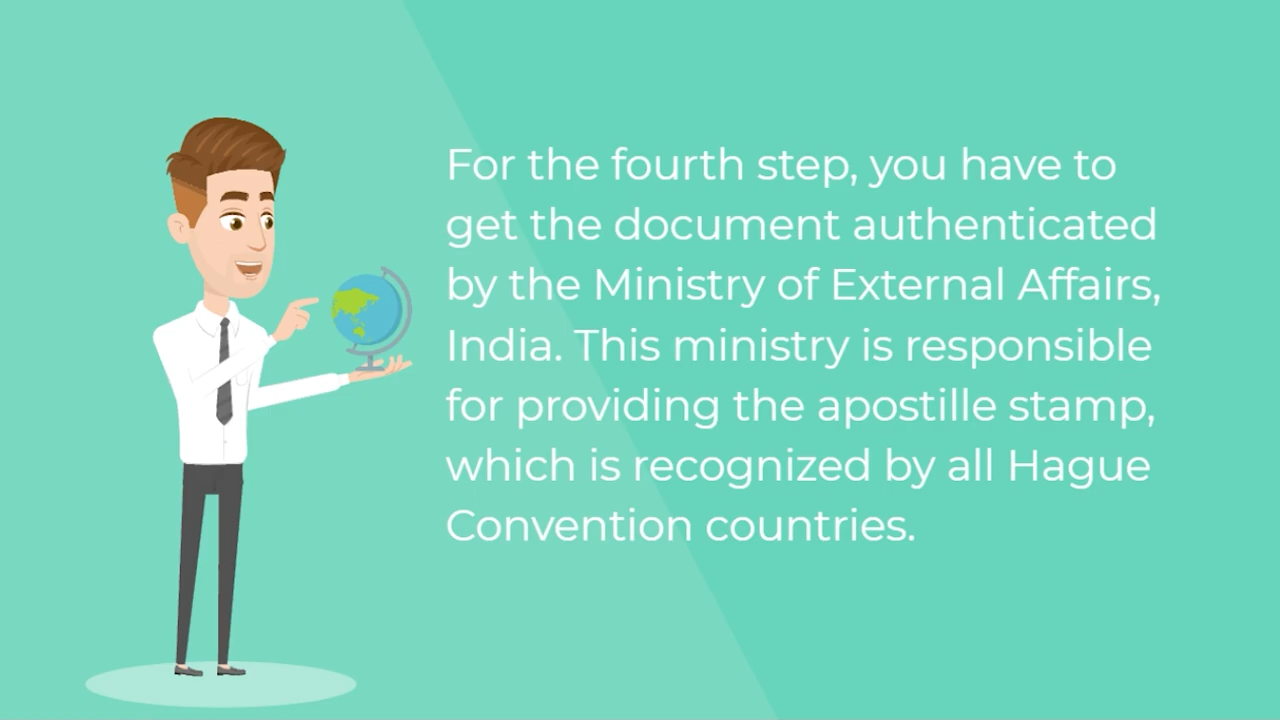 For the fourth step, you have to
get the document authenticated
by the Ministry of External Affairs,
India. This ministry is responsible
for providing the apostille stamp,
which is recognized by all Hague
Convention countries.